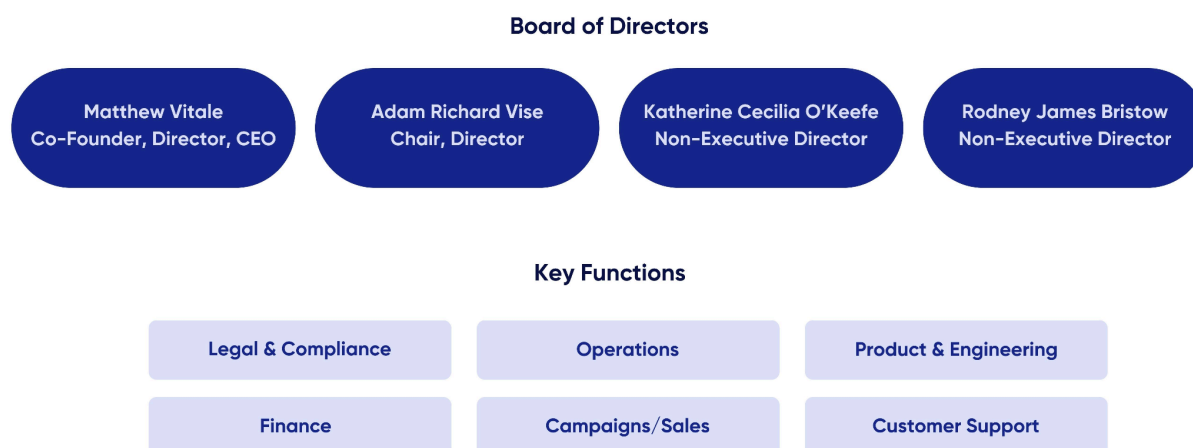 Board of Directors
Matthew Vitale
Co-Founder, Director, CEO
Adam Richard Vise
Chair, Director
Katherine Cecilia O’Keefe
Non-Executive Director
Rodney James Bristow
Non-Executive Director
Key Functions
Legal & Compliance
Operations
Product & Engineering
Finance
Campaigns/Sales
Customer Support